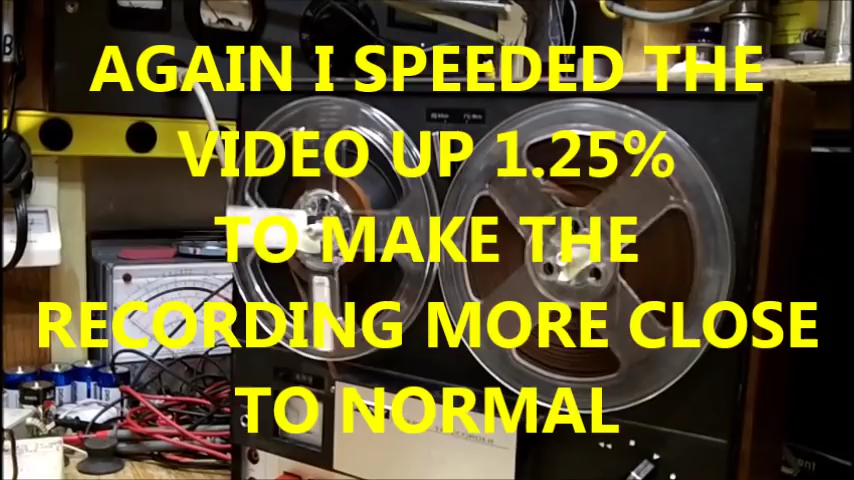 AGAIN I SPEEDED THE
VIDEO UP 1.25%
TO MAKE THE
RECORDING MORE CLOSE
TO NORMAL